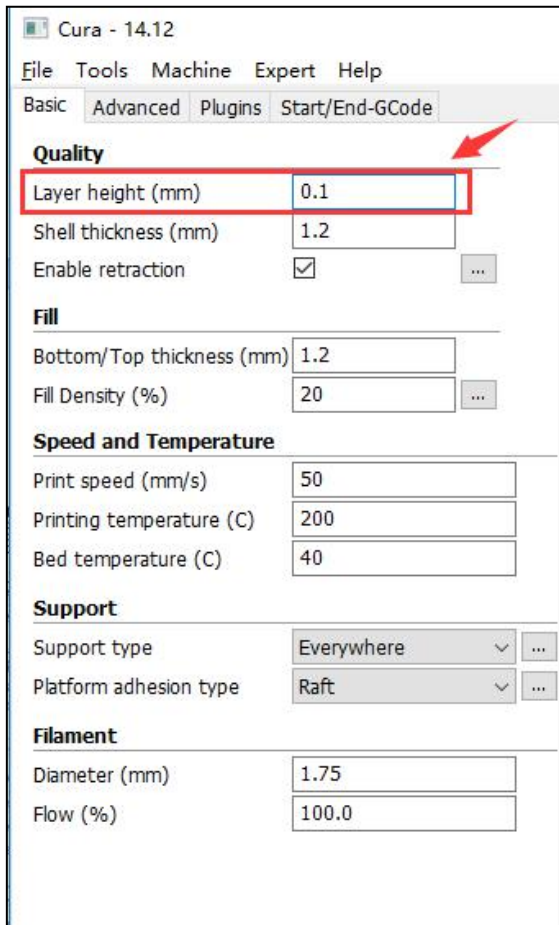 Cura - 14.12
File Tools Machine Expert Help
Basic Advanced Plugins Start/End-GCode
Quality
Layer height (mm) 0.1
Shell thickness (mm) 1.2
Enable retraction ...
Fill
Bottom/Top thickness (mm) 1.2
Fill Density (%) 20 ...
Speed and Temperature
Print speed (mm/s) 50
Printing temperature (C) 200
Bed temperature (C) 40
Support
Support type Everywhere ...
Platform adhesion type Raft ...
Filament
Diameter (mm) 1.75
Flow (%) 100.0